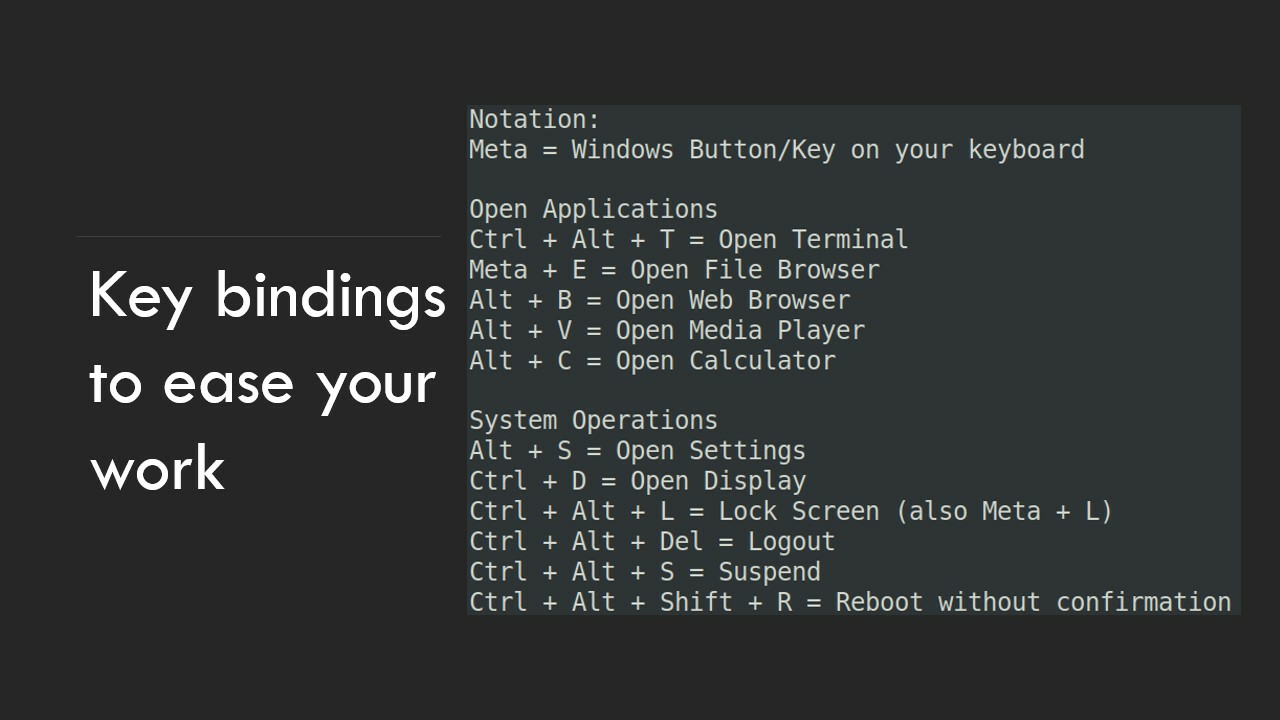 Key bindings
to ease your
work
Notation:
Meta = Windows Button/Key on your keyboard
Open Applications
Ctrl + Alt + T = Open Terminal
Meta + E = Open File Browser
Alt + B = Open Web Browser
Alt + V = Open Media Player
Alt + C = Open Calculator
System Operations
Alt + S = Open Settings
Ctrl + D = Open Display
Ctrl + Alt + L = Lock Screen (also Meta + L)
Ctrl + Alt + Del = Logout
Ctrl + Alt + S = Suspend
Ctrl + Alt + Shift + R = Reboot without confirmation